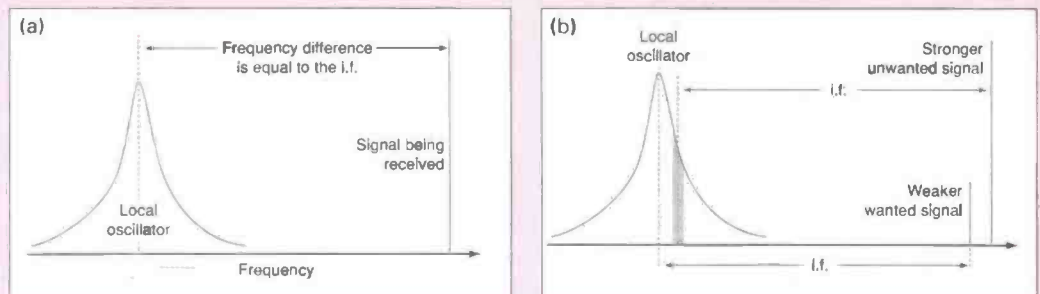 (a)
Frequency difference
is equal to the i.f.
Signal being
received
Local
oscillator
Frequency
(b)
Local
oscillator
Stronger
unwanted signal
i.f.
Weaker
wanted signal
i.f.